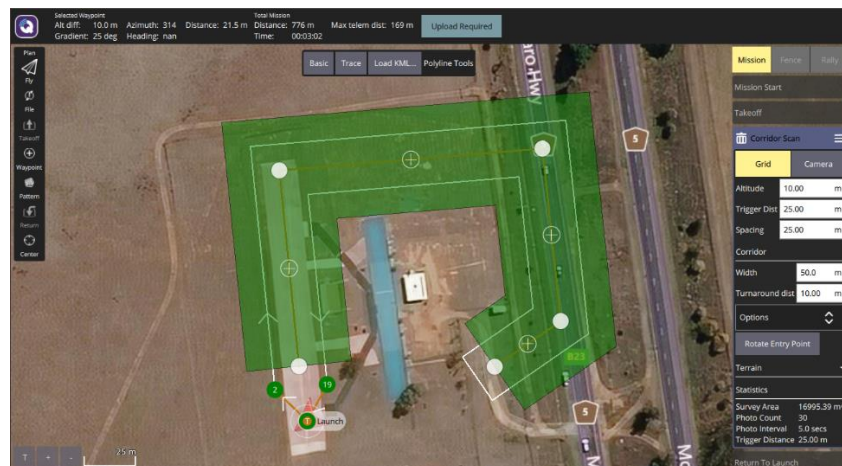 Selected Waypoint
Alt diff: 10.0 m Azimuth: 314 Distance: 21.5 m
Gradient: 25 deg Heading: nan
Total Mission
Distance: 776 m Max telem dist: 169 m
Time: 00:03:02
Upload Required
Plan
Fly
File
Takeoff
Waypoint
Pattern
Return
Center
Basic Trace Load KML... Polyline Tools
Mission Fence Rally
Mission Start
Takeoff
Corridor Scan
Grid Camera
Altitude 10.00 m
Trigger Dist 25.00 m
Spacing 25.00 m
Corridor
Width 50.0 m
Turnaround dist 10.00 m
Options
Rotate Entry Point
Terrain
Statistics
Survey Area 16995.39 m
Photo Count 30
Photo Interval 5.0 secs
Trigger Distance 25.00 m
Return To Launch
aro Hwy
5
B23
5
Mo
Mo
2
19
Launch
T + -
25 m